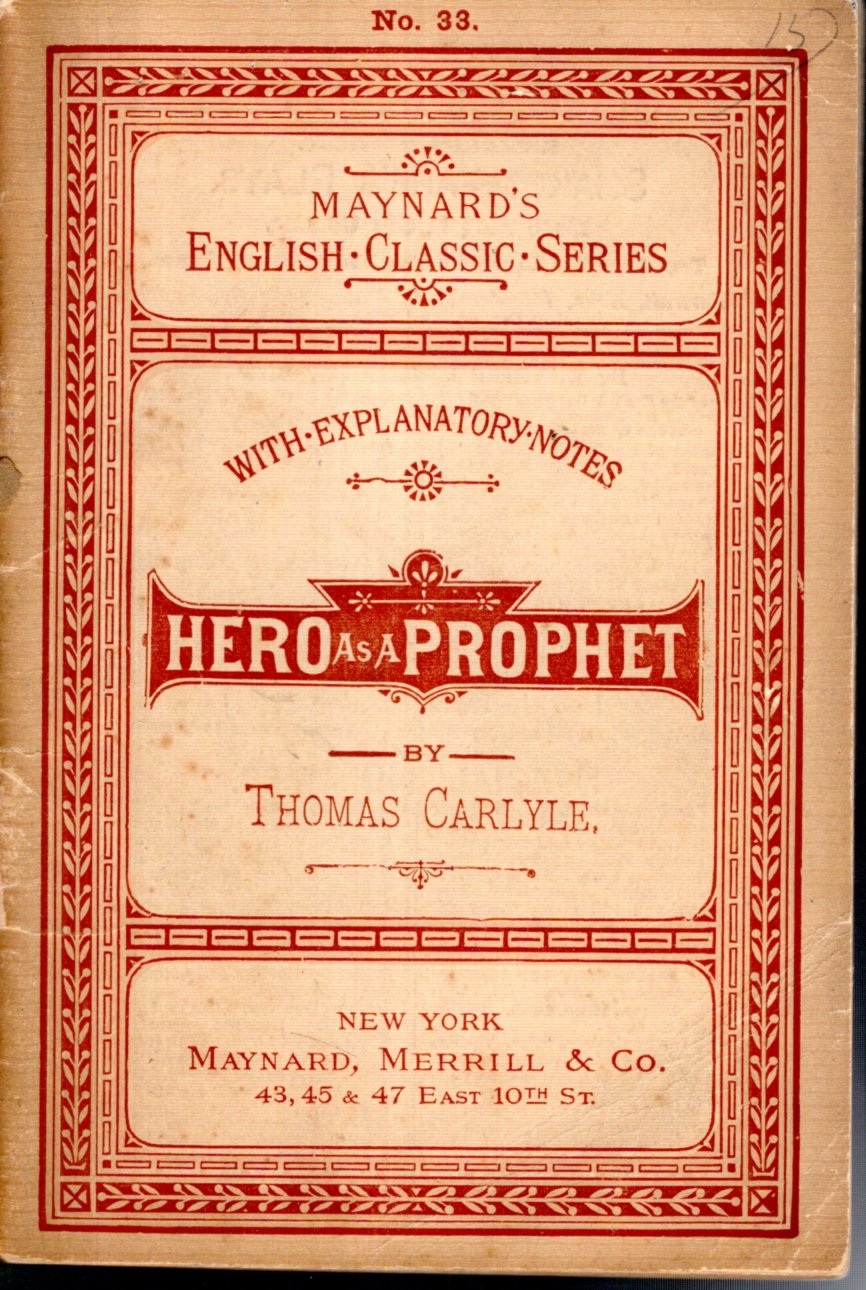 No. 33.
15
MAYNARD'S
ENGLISH·CLASSIC·SERIES
WITH·EXPLANATORY·NOTES
HERO AS A PROPHET
BY
THOMAS CARLYLE,
NEW YORK
MAYNARD, MERRILL & CO.
43, 45 & 47 EAST 10TH ST.